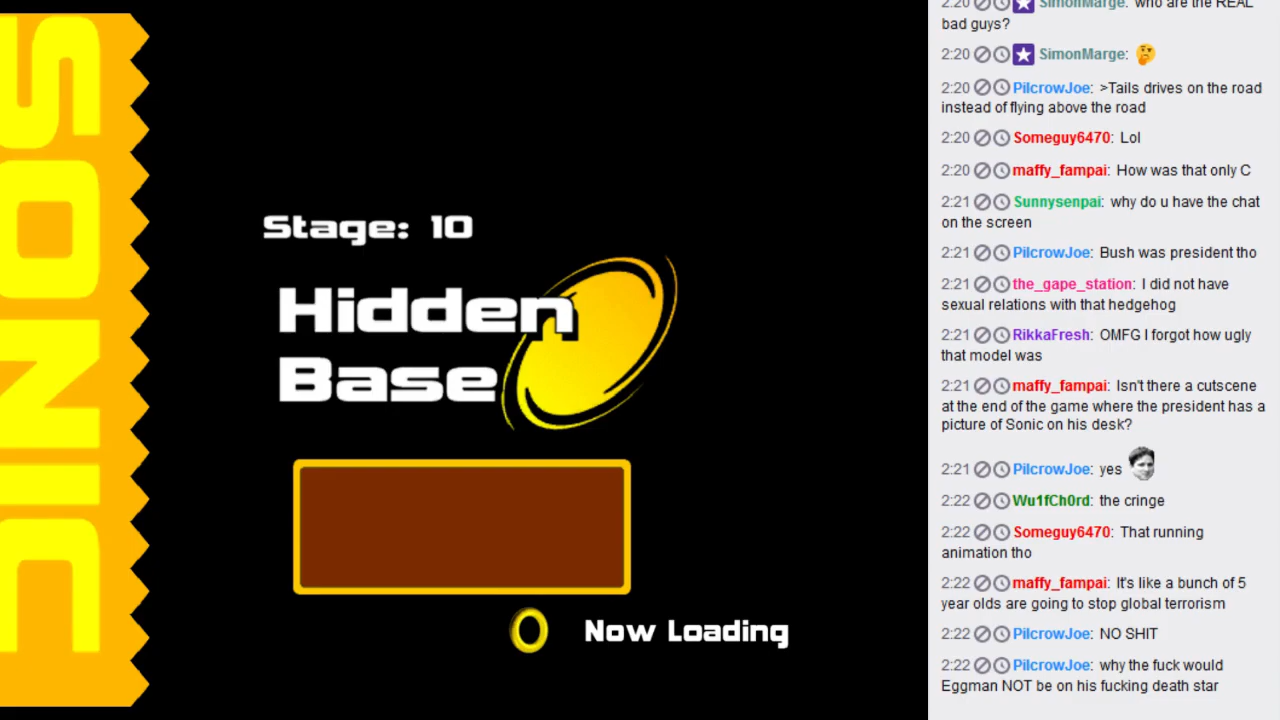 SONIC
Stage: 10
Hidden
Base
Now Loading
2:20 SimonMarge: who are the REAL
bad guys?
2:20 SimonMarge:
2:20 PilcrowJoe: >Tails drives on the road
instead of flying above the road
2:20 Someguy6470: Lol
2:20 maffy_fampai: How was that only C
2:21 Sunnysenpai: why do u have the chat
on the screen
2:21 PilcrowJoe: Bush was president tho
2:21 the_gape_station: I did not have
sexual relations with that hedgehog
2:21 RikkaFresh: OMFG I forgot how ugly
that model was
2:21 maffy_fampai: Isn't there a cutscene
at the end of the game where the president has a
picture of Sonic on his desk?
2:21 PilcrowJoe: yes
2:22 Wu1fCh0rd: the cringe
2:22 Someguy6470: That running
animation tho
2:22 maffy_fampai: It's like a bunch of 5
year olds are going to stop global terrorism
2:22 PilcrowJoe: NO SHIT
2:22 PilcrowJoe: why the fuck would
Eggman NOT be on his fucking death star